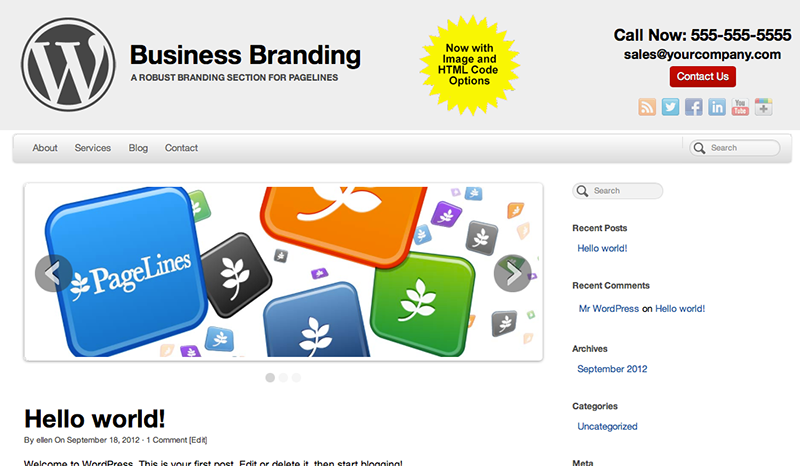 Business Branding
A ROBUST BRANDING SECTION FOR PAGELINES
Now with
Image and
HTML Code
Options
Call Now: 555-555-5555
sales@yourcompany.com
Contact Us
You
Tube
About Services Blog Contact
Search
PageLines
Hello world!
By ellen On September 18, 2012 · 1 Comment [Edit]
Welcome to WordPress. This is your first post. Edit or delete it, then start blogging!
Search
Recent Posts
Hello world!
Recent Comments
Mr WordPress on Hello world!
Archives
September 2012
Categories
Uncategorized
Meta